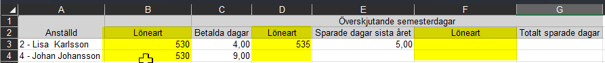 A B C D E F G
1 Överskjutande semesterdagar
2 Anställd Löneart Betalda dagar Löneart Sparade dagar sista året Löneart Totalt sparade dagar
3 2 - Lisa Karlsson 530 4,00 535 5,00
4 4 - Johan Johansson 530 9,00